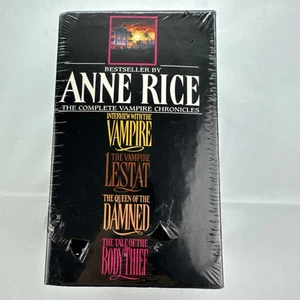 BESTSELLER BY
ANNE RICE
THE COMPLETE VAMPIRE CHRONICLES
INTERVIEW WITH THE
VAMPIRE
THE VAMPIRE
LESTAT
THE QUEEN OF THE
DAMNED
THE TALE OF THE
BODY THIEF